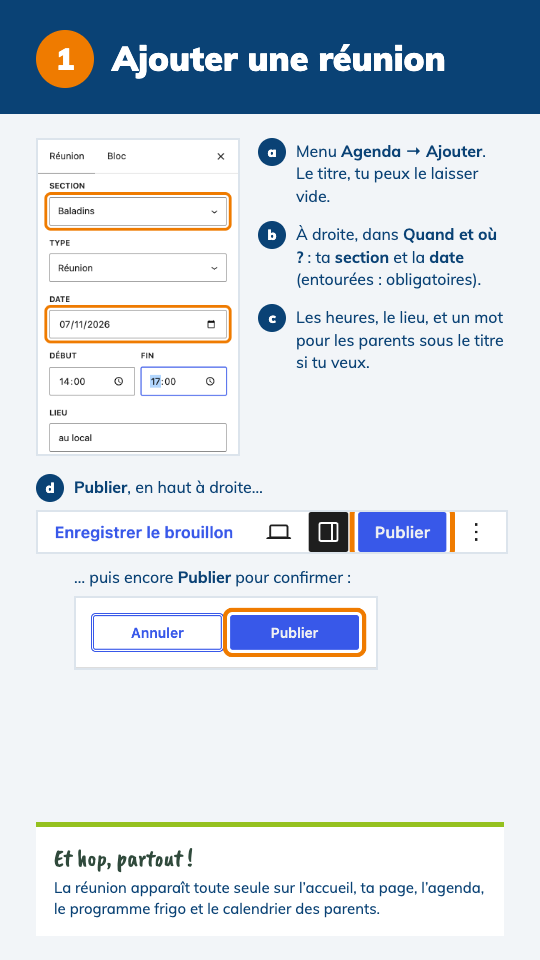 1 Ajouter une réunion
Réunion Bloc ×
SECTION
Baladins
TYPE
Réunion
DATE
07/11/2026
DÉBUT FIN
14:00 17:00
LIEU
au local
a Menu Agenda → Ajouter.
Le titre, tu peux le laisser
vide.
b À droite, dans Quand et où
? : ta section et la date
(entourées : obligatoires).
c Les heures, le lieu, et un mot
pour les parents sous le titre
si tu veux.
d Publier, en haut à droite...
Enregistrer le brouillon Publier
... puis encore Publier pour confirmer :
Annuler Publier
Et hop, partout !
La réunion apparaît toute seule sur l'accueil, ta page, l'agenda,
le programme frigo et le calendrier des parents.